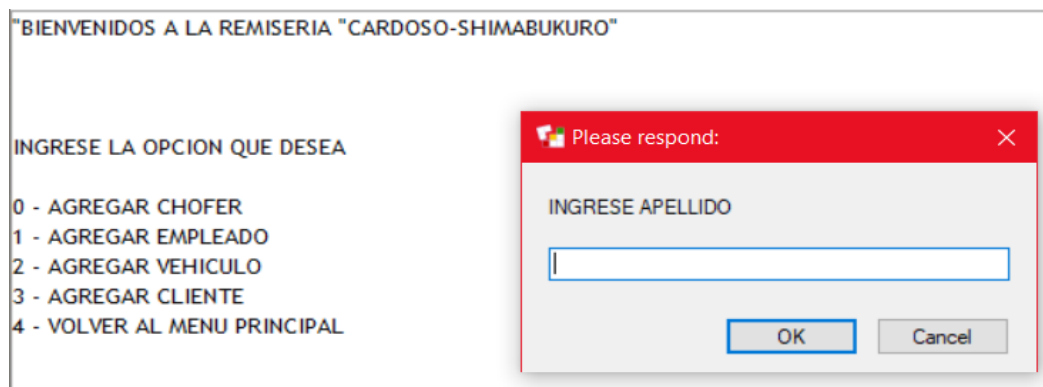 "BIENVENIDOS A LA REMISERIA "CARDOSO-SHIMABUKURO"
INGRESE LA OPCION QUE DESEA
0 - AGREGAR CHOFER
1 - AGREGAR EMPLEADO
2 - AGREGAR VEHICULO
3 - AGREGAR CLIENTE
4 - VOLVER AL MENU PRINCIPAL
Please respond:
INGRESE APELLIDO
OK
Cancel